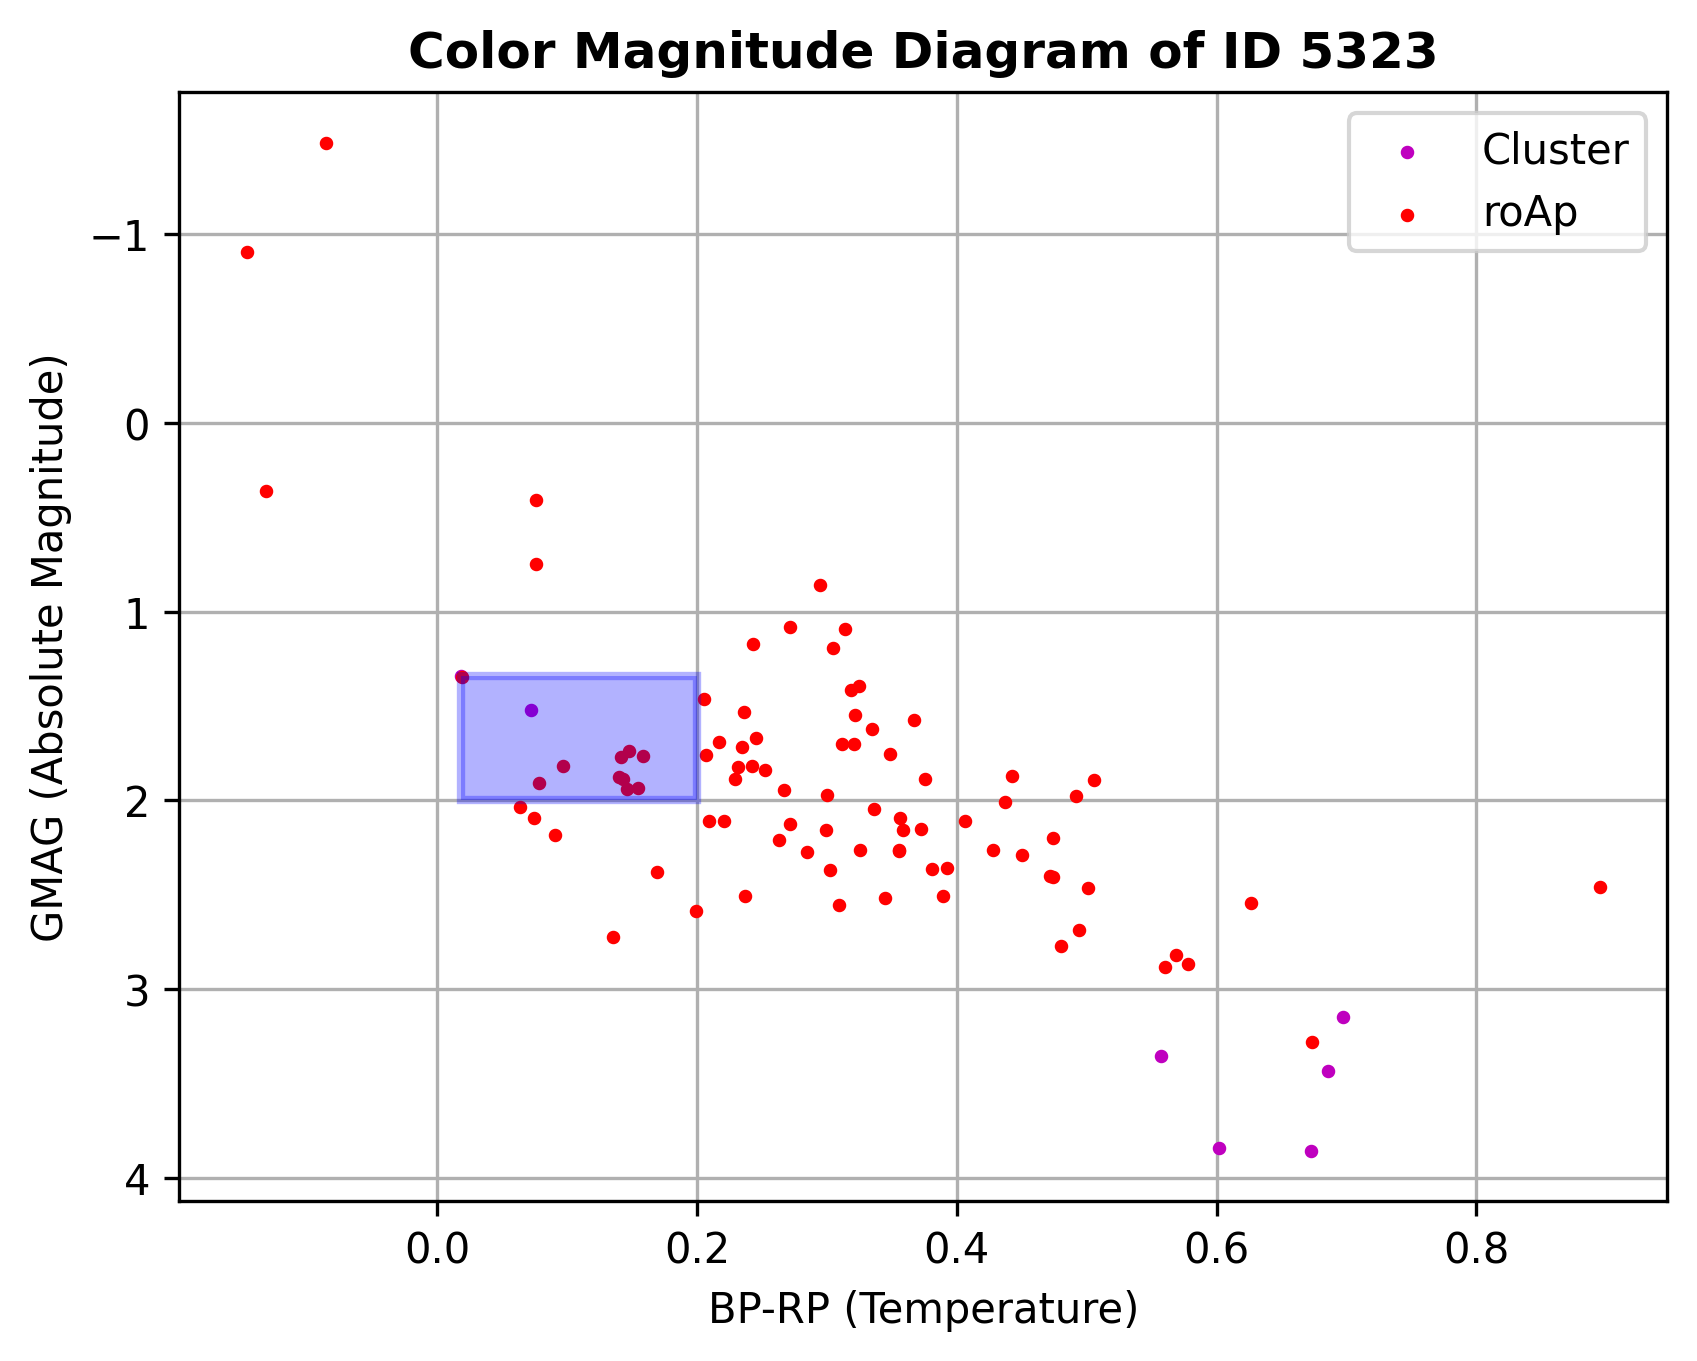 Color Magnitude Diagram of ID 5323
Cluster
roAp
−1
0
1
2
3
4
GMAG (Absolute Magnitude)
0.0 0.2 0.4 0.6 0.8
BP-RP (Temperature)